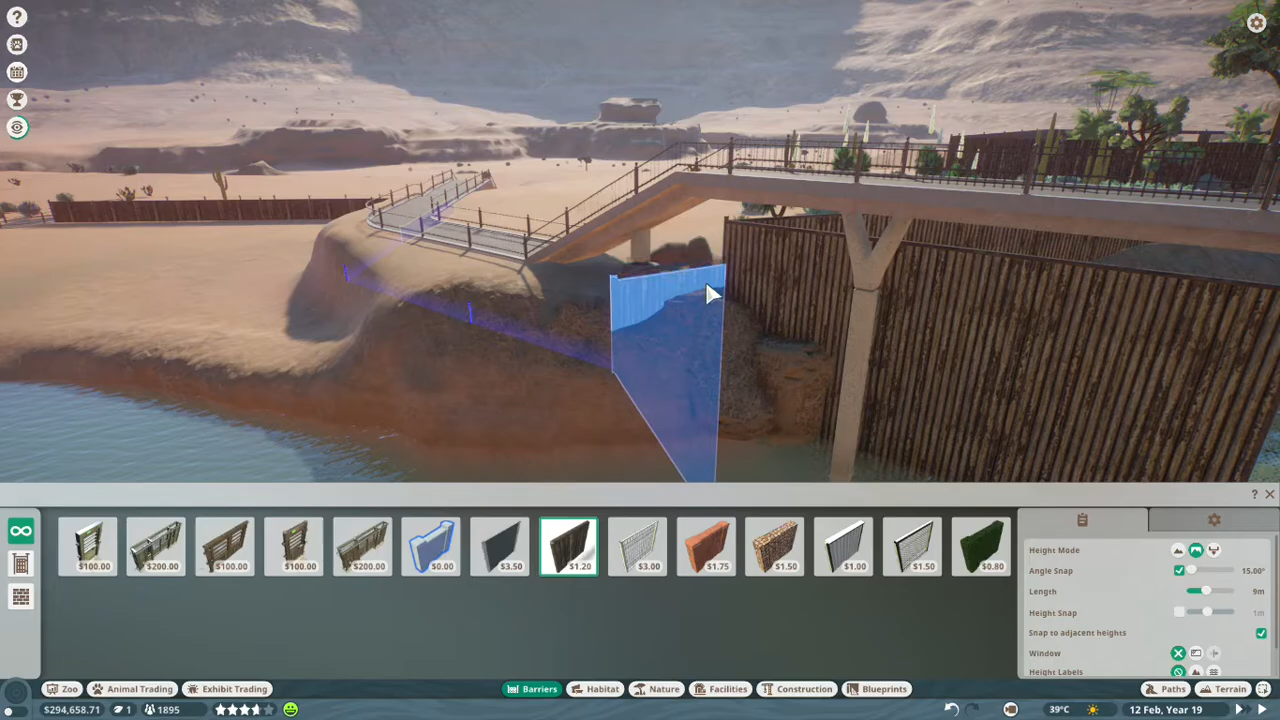 ?
? ×
$100.00 $200.00 $100.00 $100.00 $200.00 $0.00 $3.50 $1.20 $3.00 $1.75 $1.50 $1.00 $1.50 $0.80
Height Mode
Angle Snap 15.00°
Length 9m
Height Snap 1m
Snap to adjacent heights
Window
Height Labels
Zoo Animal Trading Exhibit Trading Barriers Habitat Nature Facilities Construction Blueprints Paths Terrain
$294,658.71 1 1895 39°C 12 Feb, Year 19